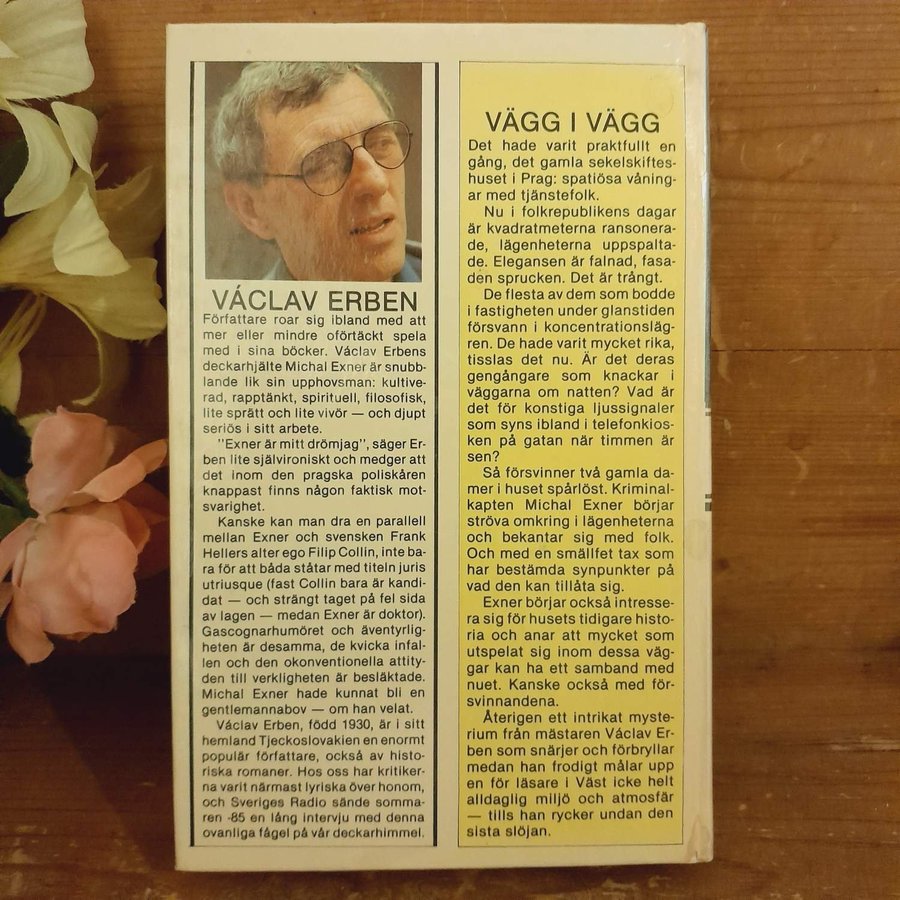 VÁCLAV ERBEN
Författare roar sig ibland med att
mer eller mindre oförtäckt spela
med i sina böcker. Václav Erbens
deckarhjälte Michal Exner är snubb-
lande lik sin upphovsman: kultive-
rad, rapptänkt, spirituell, filosofisk,
lite sprätt och lite vivör — och djupt
seriös i sitt arbete.
"Exner är mitt drömjag", säger Er-
ben lite självironiskt och medger att
det inom den pragska poliskåren
knappast finns någon faktisk mot-
svarighet.
Kanske kan man dra en parallell
mellan Exner och svensken Frank
Hellers alter ego Filip Collin, inte ba-
ra för att båda ståtar med titeln juris
utriusque (fast Collin bara är kandi-
dat — och strängt taget på fel sida
av lagen — medan Exner är doktor).
Gascognarhumöret och äventyrlig-
heten är desamma, de kvicka infal-
len och den okonventionella attity-
den till verkligheten är besläktade.
Michal Exner hade kunnat bli en
gentlemannabov — om han velat.
Václav Erben, född 1930, är i sitt
hemland Tjeckoslovakien en enormt
populär författare, också av histo-
riska romaner. Hos oss har kritiker-
na varit närmast lyriska över honom,
och Sveriges Radio sände somma-
ren -85 en lång intervju med denna
ovanliga fågel på vår deckarhimmel.
VÄGG I VÄGG
Det hade varit praktfullt en
gång, det gamla sekelskiftes-
huset i Prag: spatiösa våning-
ar med tjänstefolk.
Nu i folkrepublikens dagar
är kvadratmeterna ransonera-
de, lägenheterna uppspalta-
de. Elegansen är falnad, fasa-
den sprucken. Det är trångt.
De flesta av dem som bodde
i fastigheten under glanstiden
försvann i koncentrationsläg-
ren. De hade varit mycket rika,
tisslas det nu. Är det deras
gengångare som knackar i
väggarna om natten? Vad är
det för konstiga ljussignaler
som syns ibland i telefonkios-
ken på gatan när timmen är
sen?
Så försvinner två gamla da-
mer i huset spårlöst. Kriminal-
kapten Michal Exner börjar
ströva omkring i lägenheterna
och bekantar sig med folk.
Och med en smällfet tax som
har bestämda synpunkter på
vad den kan tillåta sig.
Exner börjar också intresse-
ra sig för husets tidigare histo-
ria och anar att mycket som
utspelat sig inom dessa väg-
gar kan ha ett samband med
nuet. Kanske också med för-
svinnandena.
Återigen ett intrikat myste-
rium från mästaren Václav Er-
ben som snärjer och förbryllar
medan han frodigt målar upp
en för läsare i Väst icke helt
alldaglig miljö och atmosfär
— tills han rycker undan den
sista slöjan.